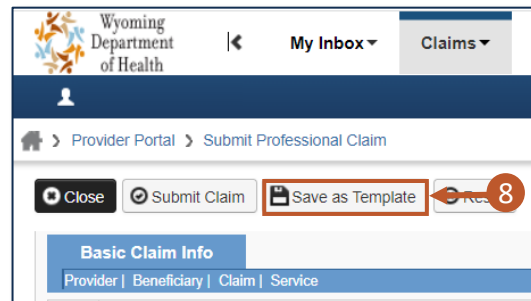 Wyoming
Department
of Health
My Inbox
Claims
Provider Portal
Submit Professional Claim
Close
Submit Claim
Save as Template
8
Basic Claim Info
Provider | Beneficiary | Claim | Service